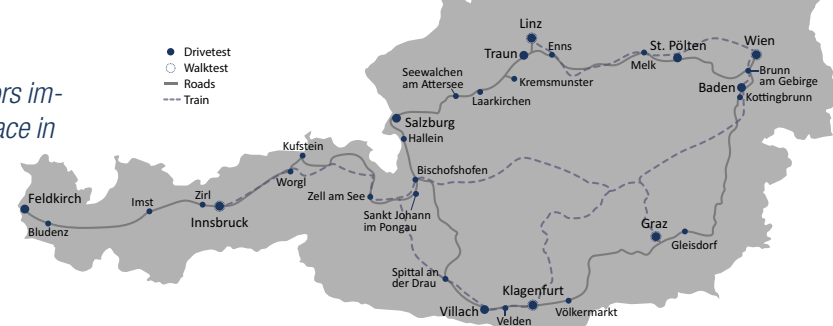 ors im-
ace in
Drivetest
Walktest
Roads
Train
Linz
Traun
Enns
St. Pölten
Melk
Wien
Brunn
am Gebirge
Baden
Kottingbrunn
Seewalchen
am Attersee
Kremsmunster
Laarkirchen
Salzburg
Hallein
Kufstein
Worgl
Bischofshofen
Zell am See
Sankt Johann
im Pongau
Feldkirch
Bludenz
Imst
Zirl
Innsbruck
Graz
Gleisdorf
Spittal an
der Drau
Villach
Velden
Klagenfurt
Völkermarkt